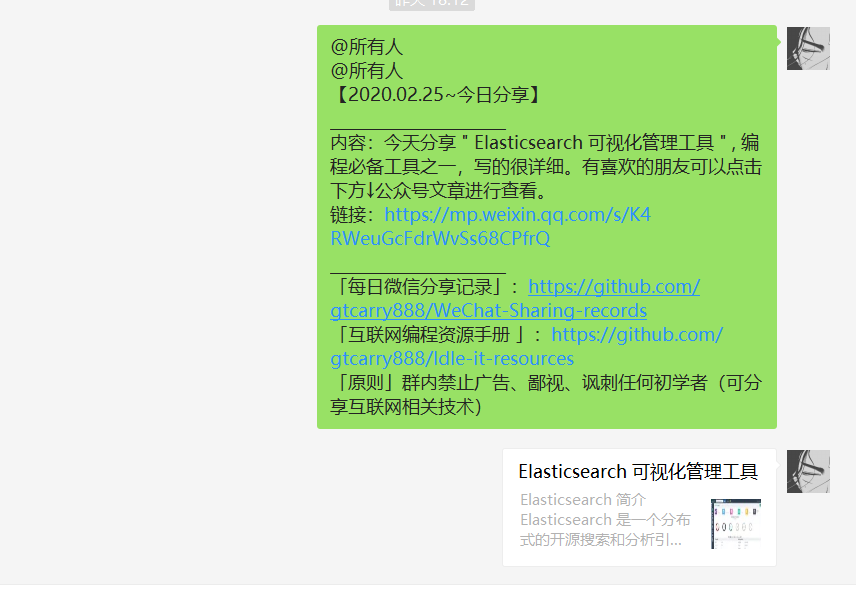 昨天 18:12
@所有人
@所有人
【2020.02.25~今日分享】
内容：今天分享＂Elasticsearch 可视化管理工具＂, 编
程必备工具之一，写的很详细。有喜欢的朋友可以点击
下方↓公众号文章进行查看。
链接：https://mp.weixin.qq.com/s/K4
RWeuGcFdrWvSs68CPfrQ
「每日微信分享记录」：https://github.com/
gtcarry888/WeChat-Sharing-records
「互联网编程资源手册 」：https://github.com/
gtcarry888/Idle-it-resources
「原则」群内禁止广告、鄙视、讽刺任何初学者（可分
享互联网相关技术）
Elasticsearch 可视化管理工具
Elasticsearch 简介
Elasticsearch 是一个分布
式的开源搜索和分析引...